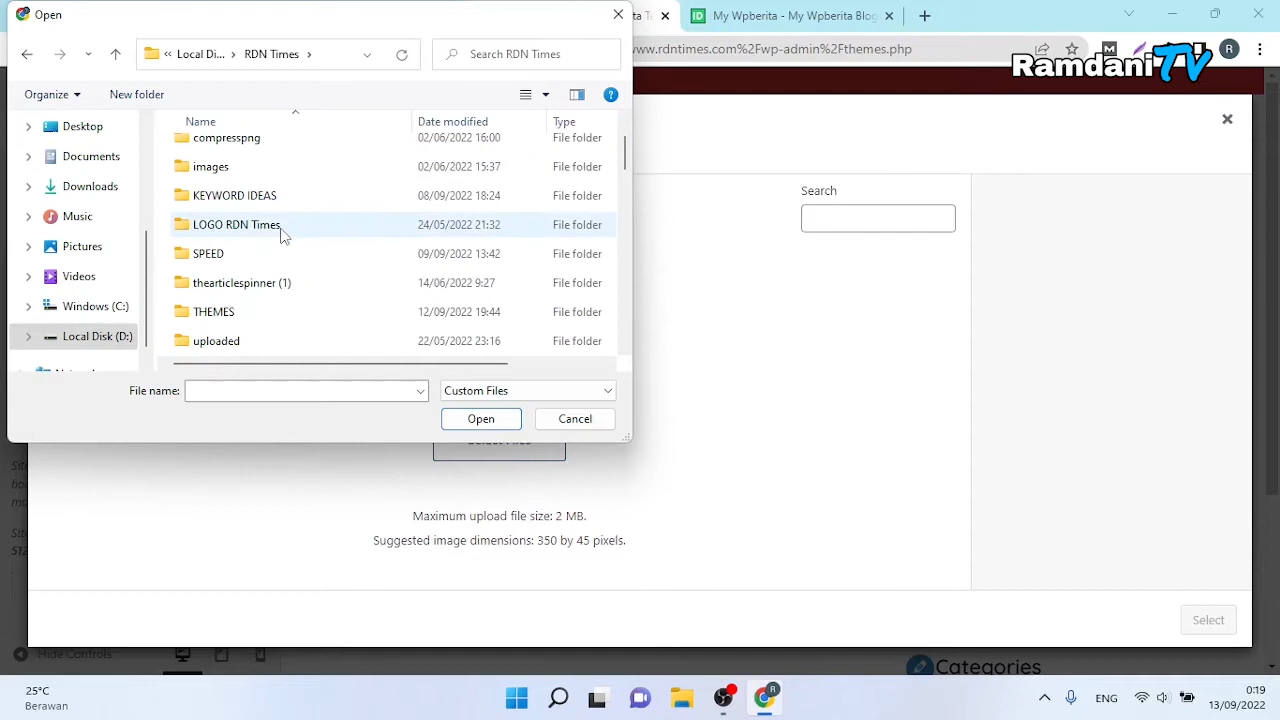 Open
My Wpberita - My Wpberita Blog
Local Di... RDN Times
Search RDN Times
www.rdntimes.com%2Fwp-admin%2Fthemes.php
R
RamdaniTV
Organize
New folder
Name Date modified Type
compresspng 02/06/2022 16:00 File folder
images 02/06/2022 15:37 File folder
KEYWORD IDEAS 08/09/2022 18:24 File folder
LOGO RDN Times 24/05/2022 21:32 File folder
SPEED 09/09/2022 13:42 File folder
thearticlespinner (1) 14/06/2022 9:27 File folder
THEMES 12/09/2022 19:44 File folder
uploaded 22/05/2022 23:16 File folder
Desktop
Documents
Downloads
Music
Pictures
Videos
Windows (C:)
Local Disk (D:)
File name:
Custom Files
Open
Cancel
Search
Select Files
Maximum upload file size: 2 MB.
Suggested image dimensions: 350 by 45 pixels.
Select
Hide Controls
Categories
25°C
Berawan
ENG
0:19
13/09/2022